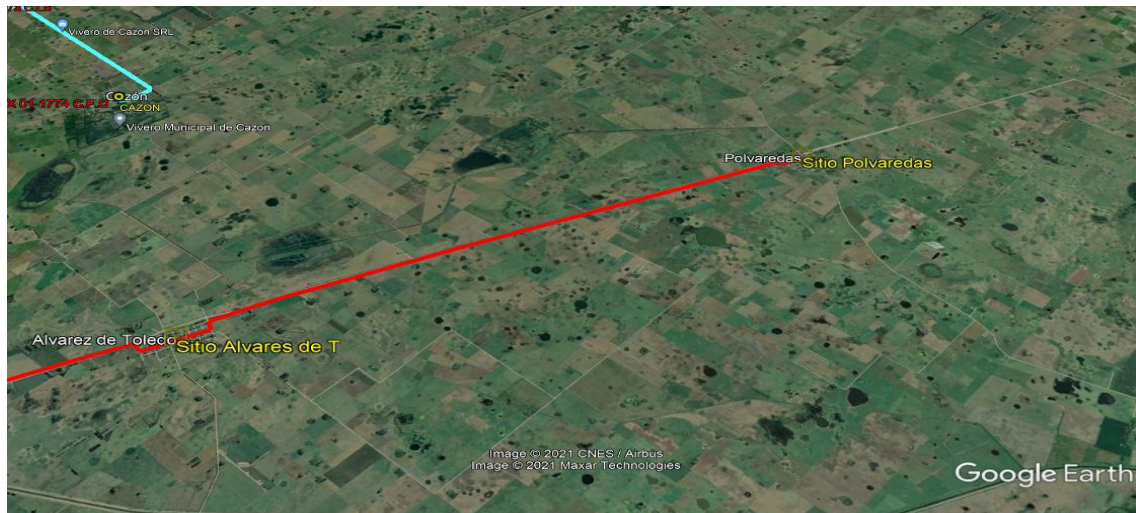 Vivero de Cazón SRL
Cozón
X 01-1774 C.F.O
CAZON
Vivero Municipal de Cazon
Polvaredas
Sitio Polvaredas
Alvarez de Toledo
Sitio Alvares de T
Image © 2021 CNES / Airbus
Image © 2021 Maxar Technologies
Google Earth